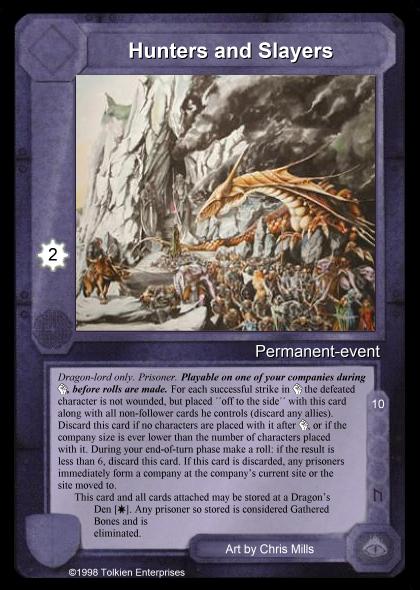 Hunters and Slayers
2
Permanent-event
Dragon-lord only. Prisoner. Playable on one of your companies during
, before rolls are made. For each successful strike in the defeated
character is not wounded, but placed ´´off to the side´´ with this card
along with all non-follower cards he controls (discard any allies).
Discard this card if no characters are placed with it after , or if the
company size is ever lower than the number of characters placed
with it. During your end-of-turn phase make a roll: if the result is
less than 6, discard this card. If this card is discarded, any prisoners
immediately form a company at the company's current site or the
site moved to.
This card and all cards attached may be stored at a Dragon's
Den [☀]. Any prisoner so stored is considered Gathered
Bones and is
eliminated.
10
Art by Chris Mills
©1998 Tolkien Enterprises